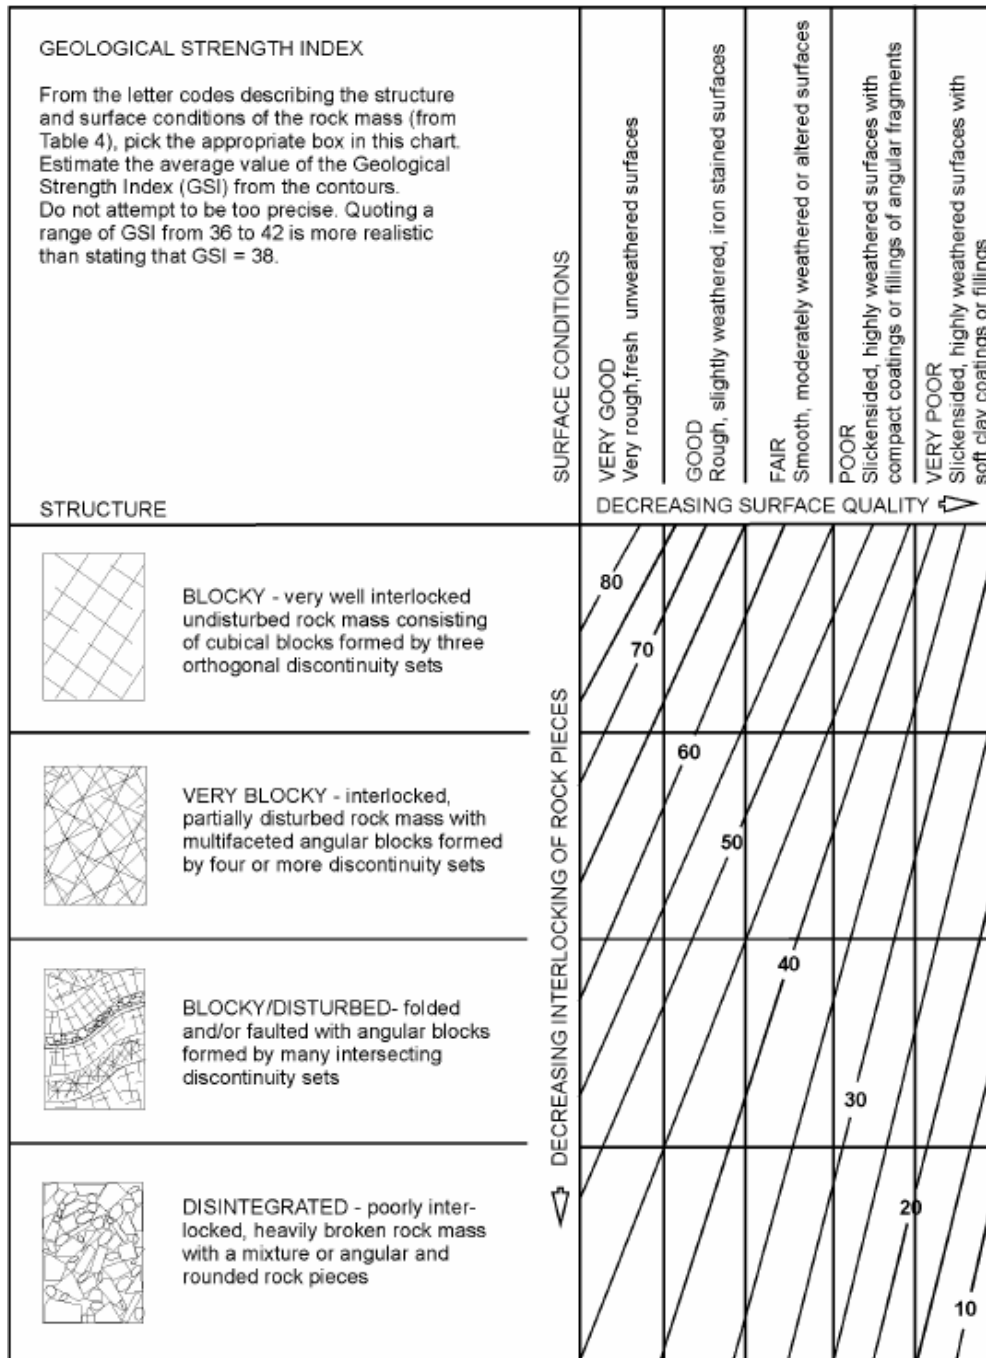 GEOLOGICAL STRENGTH INDEX
From the letter codes describing the structure
and surface conditions of the rock mass (from
Table 4), pick the appropriate box in this chart.
Estimate the average value of the Geological
Strength Index (GSI) from the contours.
Do not attempt to be too precise. Quoting a
range of GSI from 36 to 42 is more realistic
than stating that GSI = 38.
SURFACE CONDITIONS
VERY GOOD
Very rough,fresh unweathered surfaces
GOOD
Rough, slightly weathered, iron stained surfaces
FAIR
Smooth, moderately weathered or altered surfaces
POOR
Slickensided, highly weathered surfaces with
compact coatings or fillings of angular fragments
VERY POOR
Slickensided, highly weathered surfaces with
soft clay coatings or fillings
STRUCTURE
DECREASING SURFACE QUALITY
BLOCKY - very well interlocked
undisturbed rock mass consisting
of cubical blocks formed by three
orthogonal discontinuity sets
VERY BLOCKY - interlocked,
partially disturbed rock mass with
multifaceted angular blocks formed
by four or more discontinuity sets
BLOCKY/DISTURBED- folded
and/or faulted with angular blocks
formed by many intersecting
discontinuity sets
DISINTEGRATED - poorly inter-
locked, heavily broken rock mass
with a mixture or angular and
rounded rock pieces
DECREASING INTERLOCKING OF ROCK PIECES
80
70
60
50
40
30
20
10